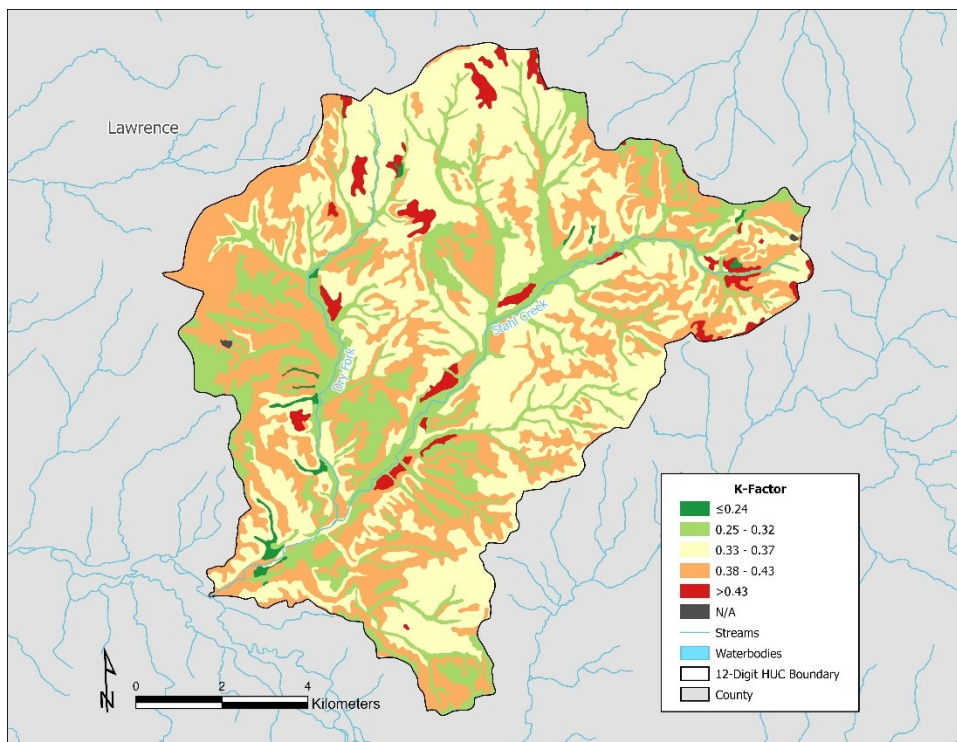 Lawrence
Dry Fork
Stahl Creek
K-Factor
≤0.24
0.25 - 0.32
0.33 - 0.37
0.38 - 0.43
>0.43
N/A
Streams
Waterbodies
12-Digit HUC Boundary
County
N
0 2 4
Kilometers